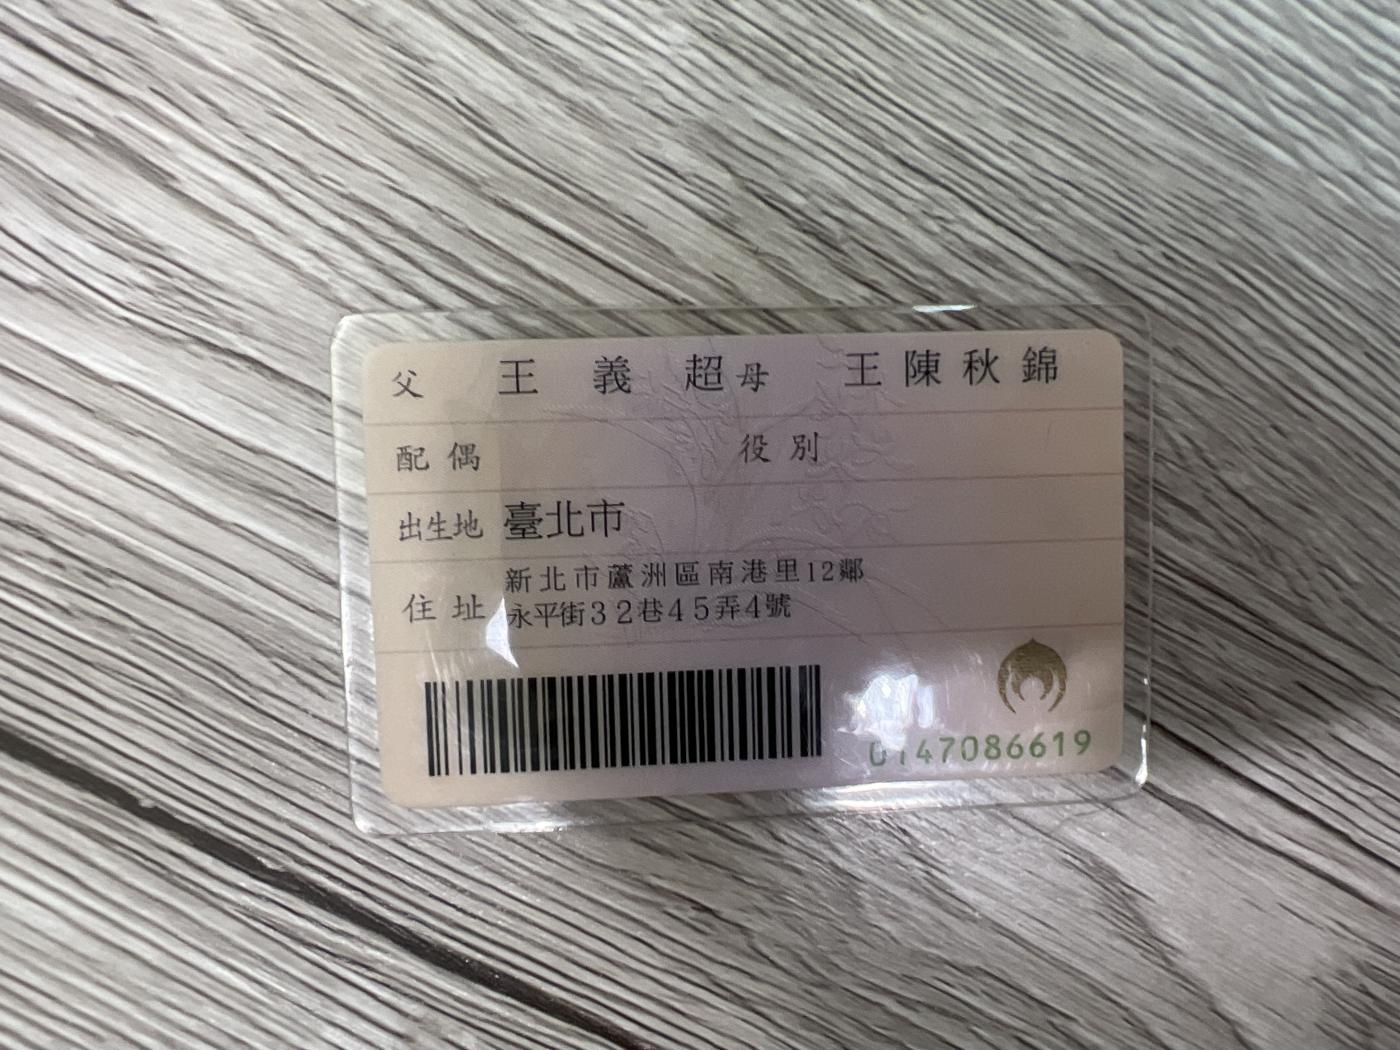 父 王義超 母 王陳秋錦
配偶 役別
出生地 臺北市
住址 新北市蘆洲區南港里12鄰
永平街32巷45弄4號
0147086619